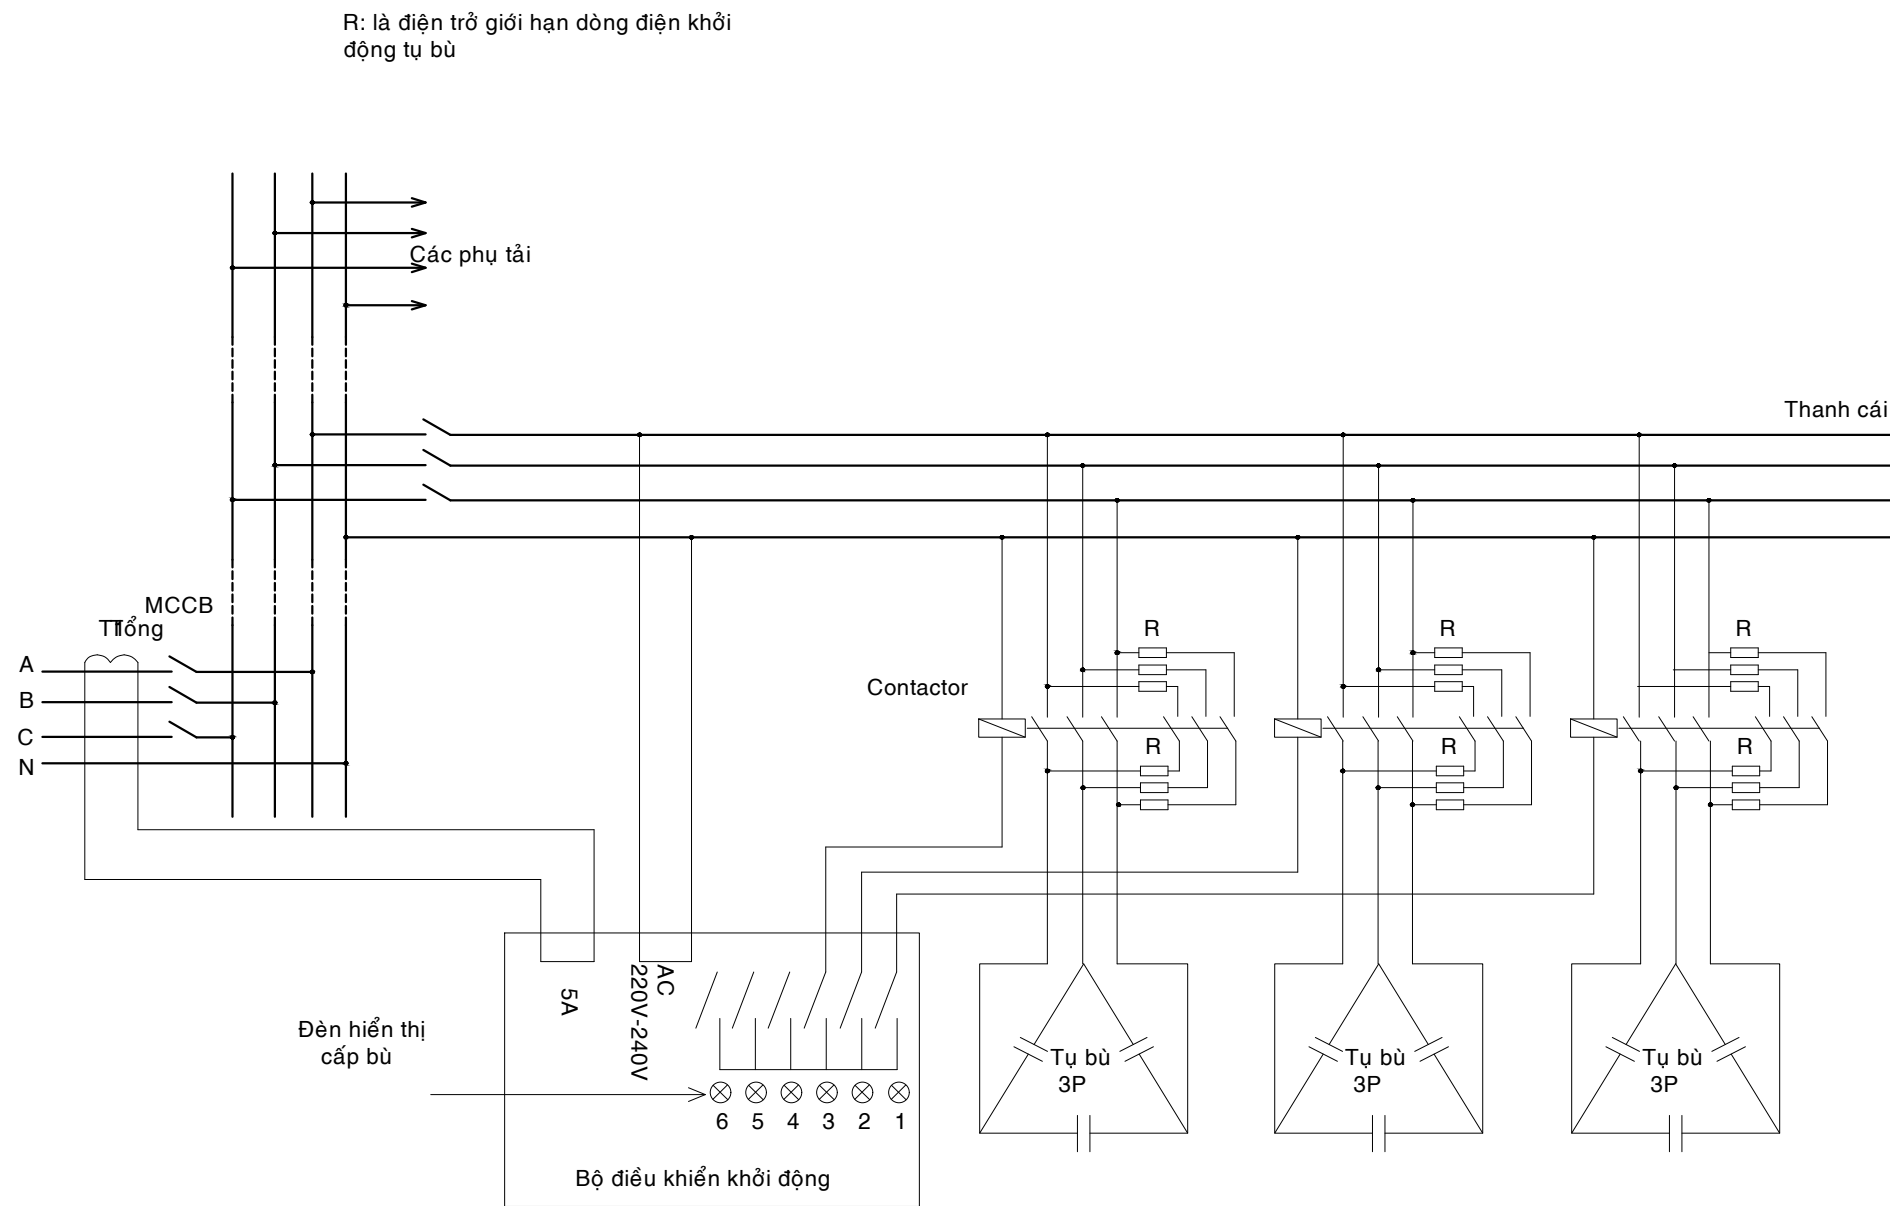 R: là điện trở giới hạn dòng điện khởi
động tụ bù
Các phụ tải
Thanh cái
MCCB
Tổng
TI
A
B
C
N
Contactor
R
R
R
R
R
R
5A
AC
220V-240V
Đèn hiển thị
cấp bù
6 5 4 3 2 1
Bộ điều khiển khởi động
Tụ bù
3P
Tụ bù
3P
Tụ bù
3P